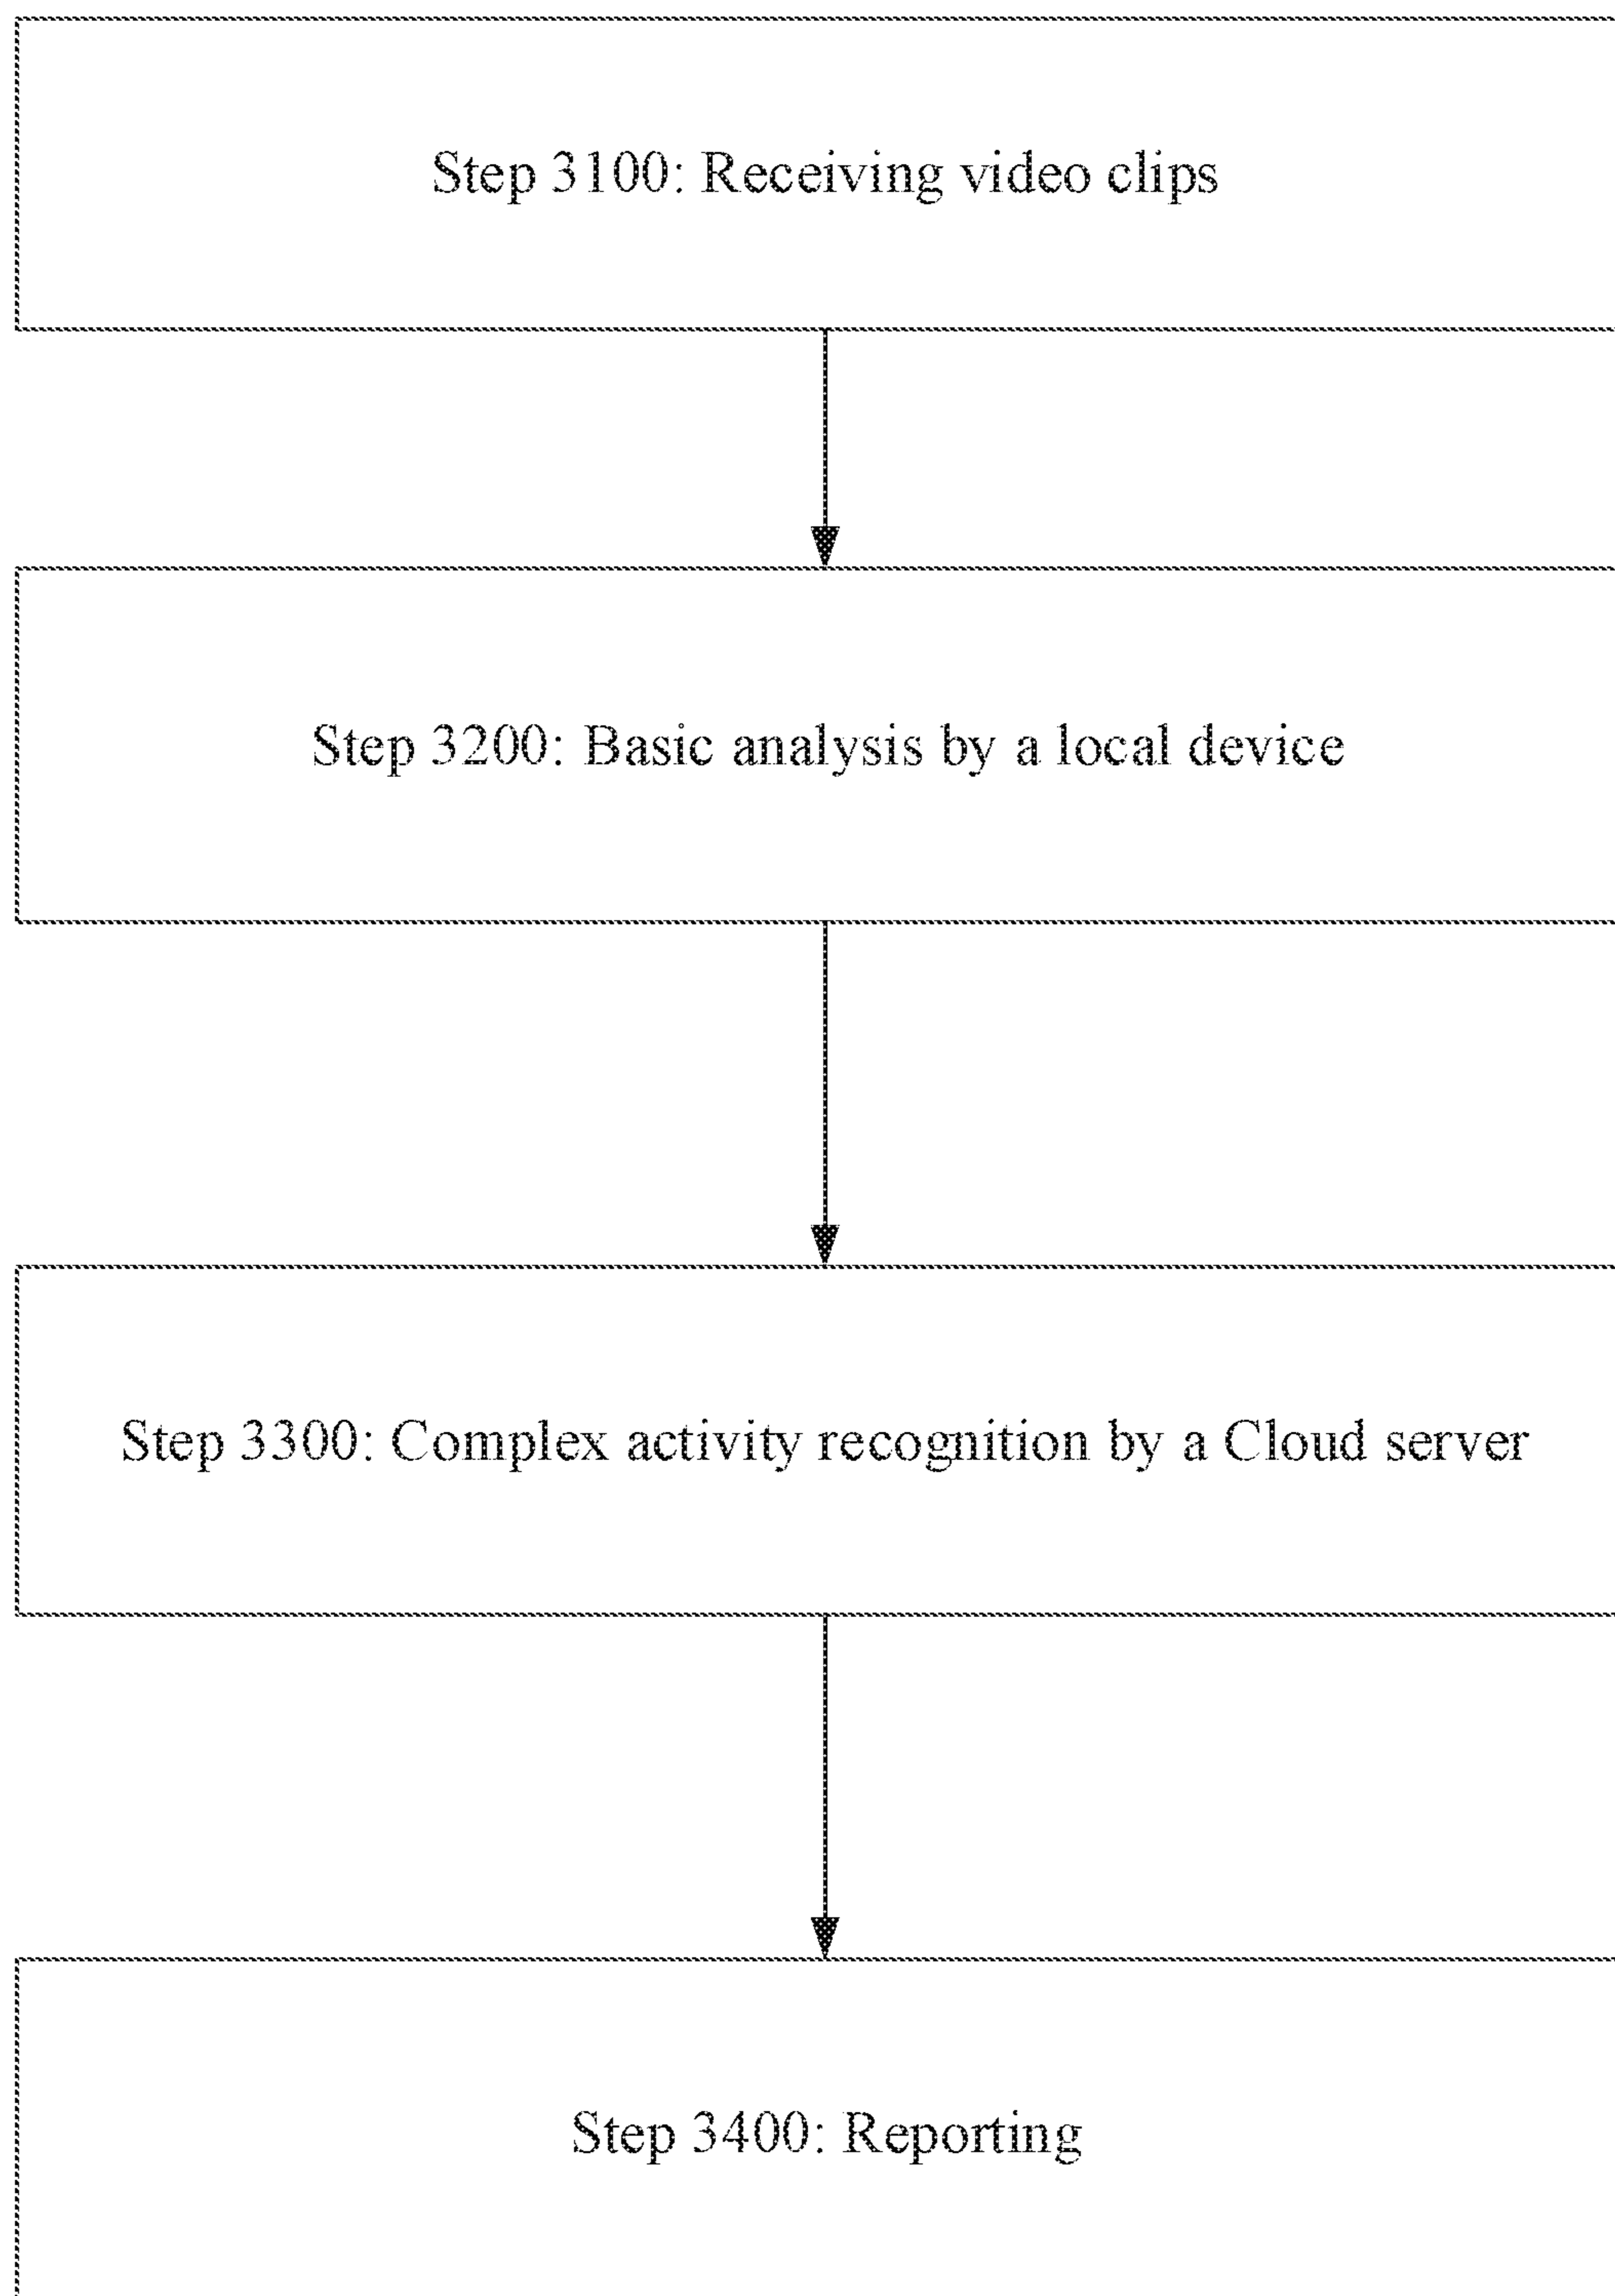 Step 3100: Receiving video clips
Step 3200: Basic analysis by a local device
Step 3300: Complex activity recognition by a Cloud server
Step 3400: Reporting